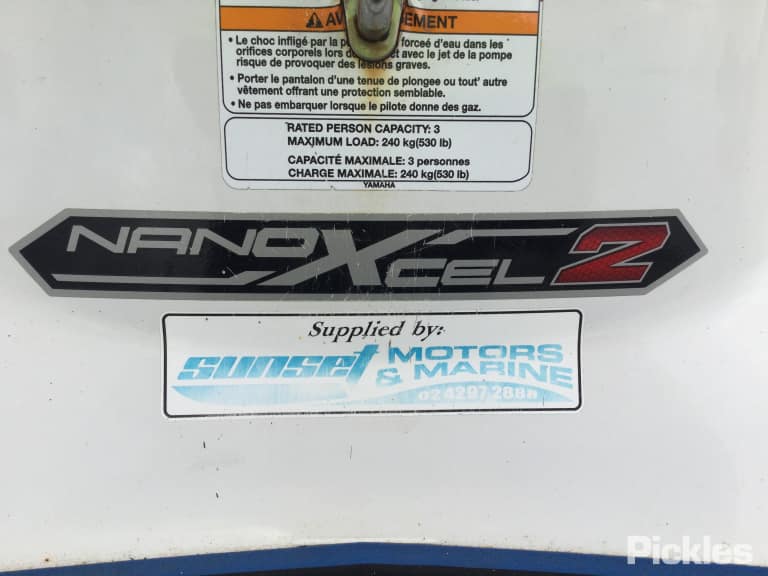 AV EMENT
• Le choc infligé par la p forceé d'eau dans les
orifices corporels lors d et avec le jet de la pompe
risque de provoquer des lésions graves.
• Porter le pantalon d'une tenue de plongee ou tout' autre
vêtement offrant une protection semblable.
• Ne pas embarquer lorsque le pilote donne des gaz.
RATED PERSON CAPACITY: 3
MAXIMUM LOAD: 240 kg(530 lb)
CAPACITÉ MAXIMALE: 3 personnes
CHARGE MAXIMALE: 240 kg(530 lb)
YAMAHA
NANOXCEL2
Supplied by:
sunset MOTORS
& MARINE
02 4297 2888
Pickles